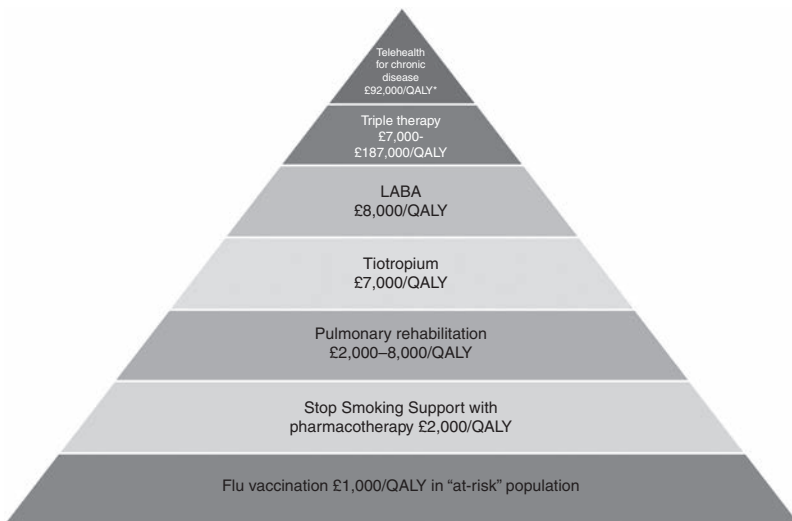 Telehealth
for chronic
disease
£92,000/QALY*
Triple therapy
£7,000-
£187,000/QALY
LABA
£8,000/QALY
Tiotropium
£7,000/QALY
Pulmonary rehabilitation
£2,000–8,000/QALY
Stop Smoking Support with
pharmacotherapy £2,000/QALY
Flu vaccination £1,000/QALY in “at-risk” population